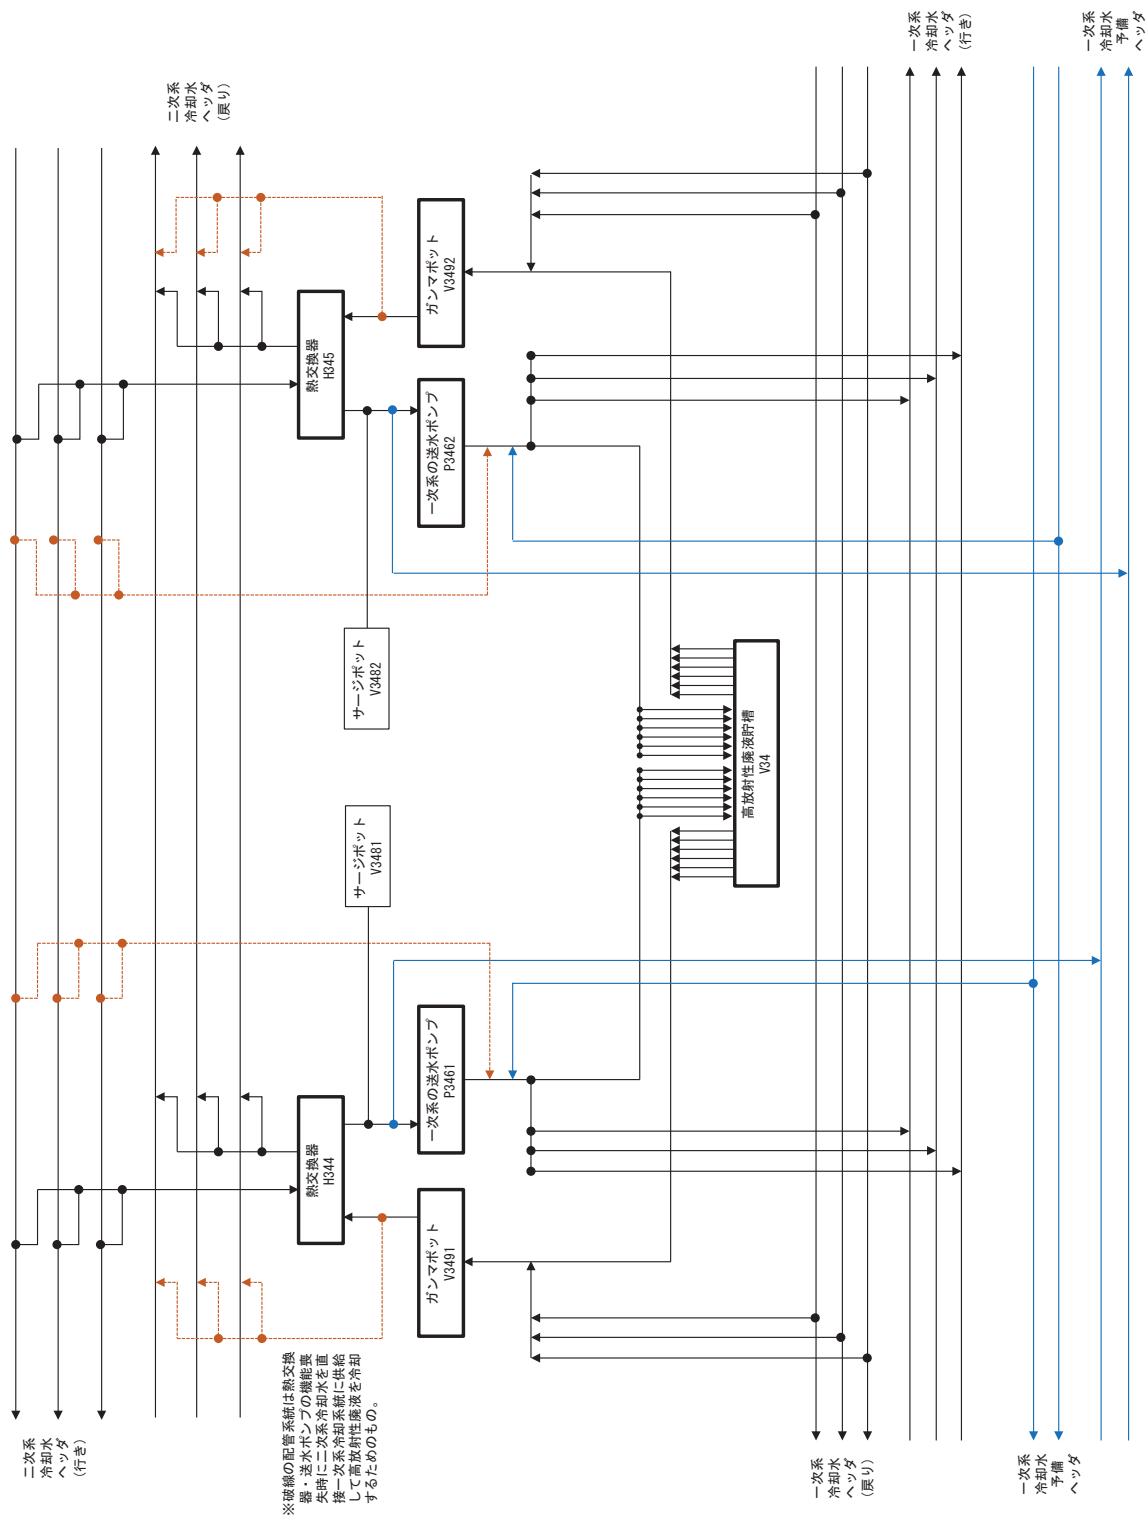 二次系
冷却水
ヘッダ
(行き)
※破線の配管系統は熱交換
器・送水ポンプの機能喪
失時に二次系冷却水を直
接一次系冷却系統に供給
して高放射性廃液を冷却
するためのもの。
二次系
冷却水
ヘッダ
(戻り)
熱交換器
H344
熱交換器
H345
サージポット
V3481
サージポット
V3482
ガンマポット
V3491
一次系の送水ポンプ
P3461
一次系の送水ポンプ
P3462
ガンマポット
V3492
高放射性廃液貯槽
V34
一次系
冷却水
ヘッダ
(戻り)
一次系
冷却水
ヘッダ
(行き)
一次系
冷却水
予備
ヘッダ
一次系
冷却水
予備
ヘッダ